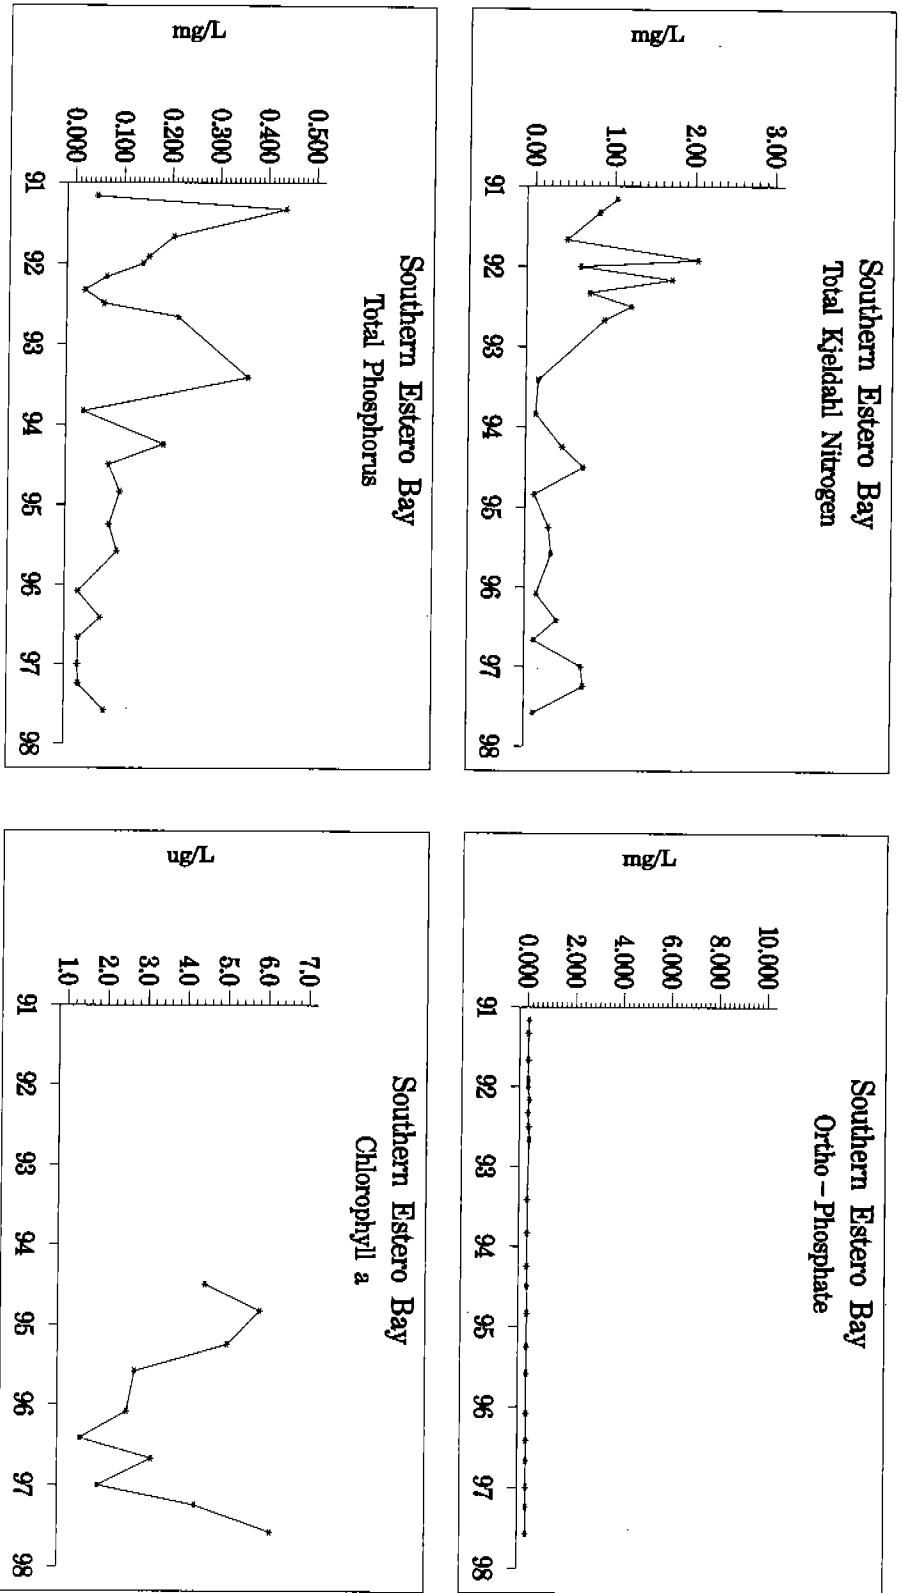 Southern Estero Bay
Total Kjeldahl Nitrogen
mg/L
3.00
2.00
1.00
0.00
91 92 93 94 95 96 97 98
Southern Estero Bay
Ortho-Phosphate
mg/L
10.000
8.000
6.000
4.000
2.000
0.000
91 92 93 94 95 96 97 98
Southern Estero Bay
Total Phosphorus
mg/L
0.500
0.400
0.300
0.200
0.100
0.000
91 92 93 94 95 96 97 98
Southern Estero Bay
Chlorophyll a
ug/L
7.0
6.0
5.0
4.0
3.0
2.0
1.0
91 92 93 94 95 96 97 98